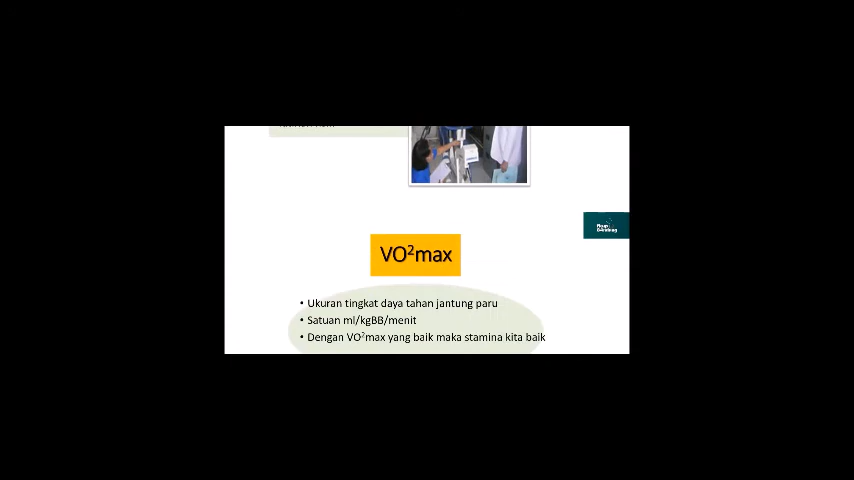 VO²max
• Ukuran tingkat daya tahan jantung paru
• Satuan ml/kgBB/menit
• Dengan VO²max yang baik maka stamina kita baik